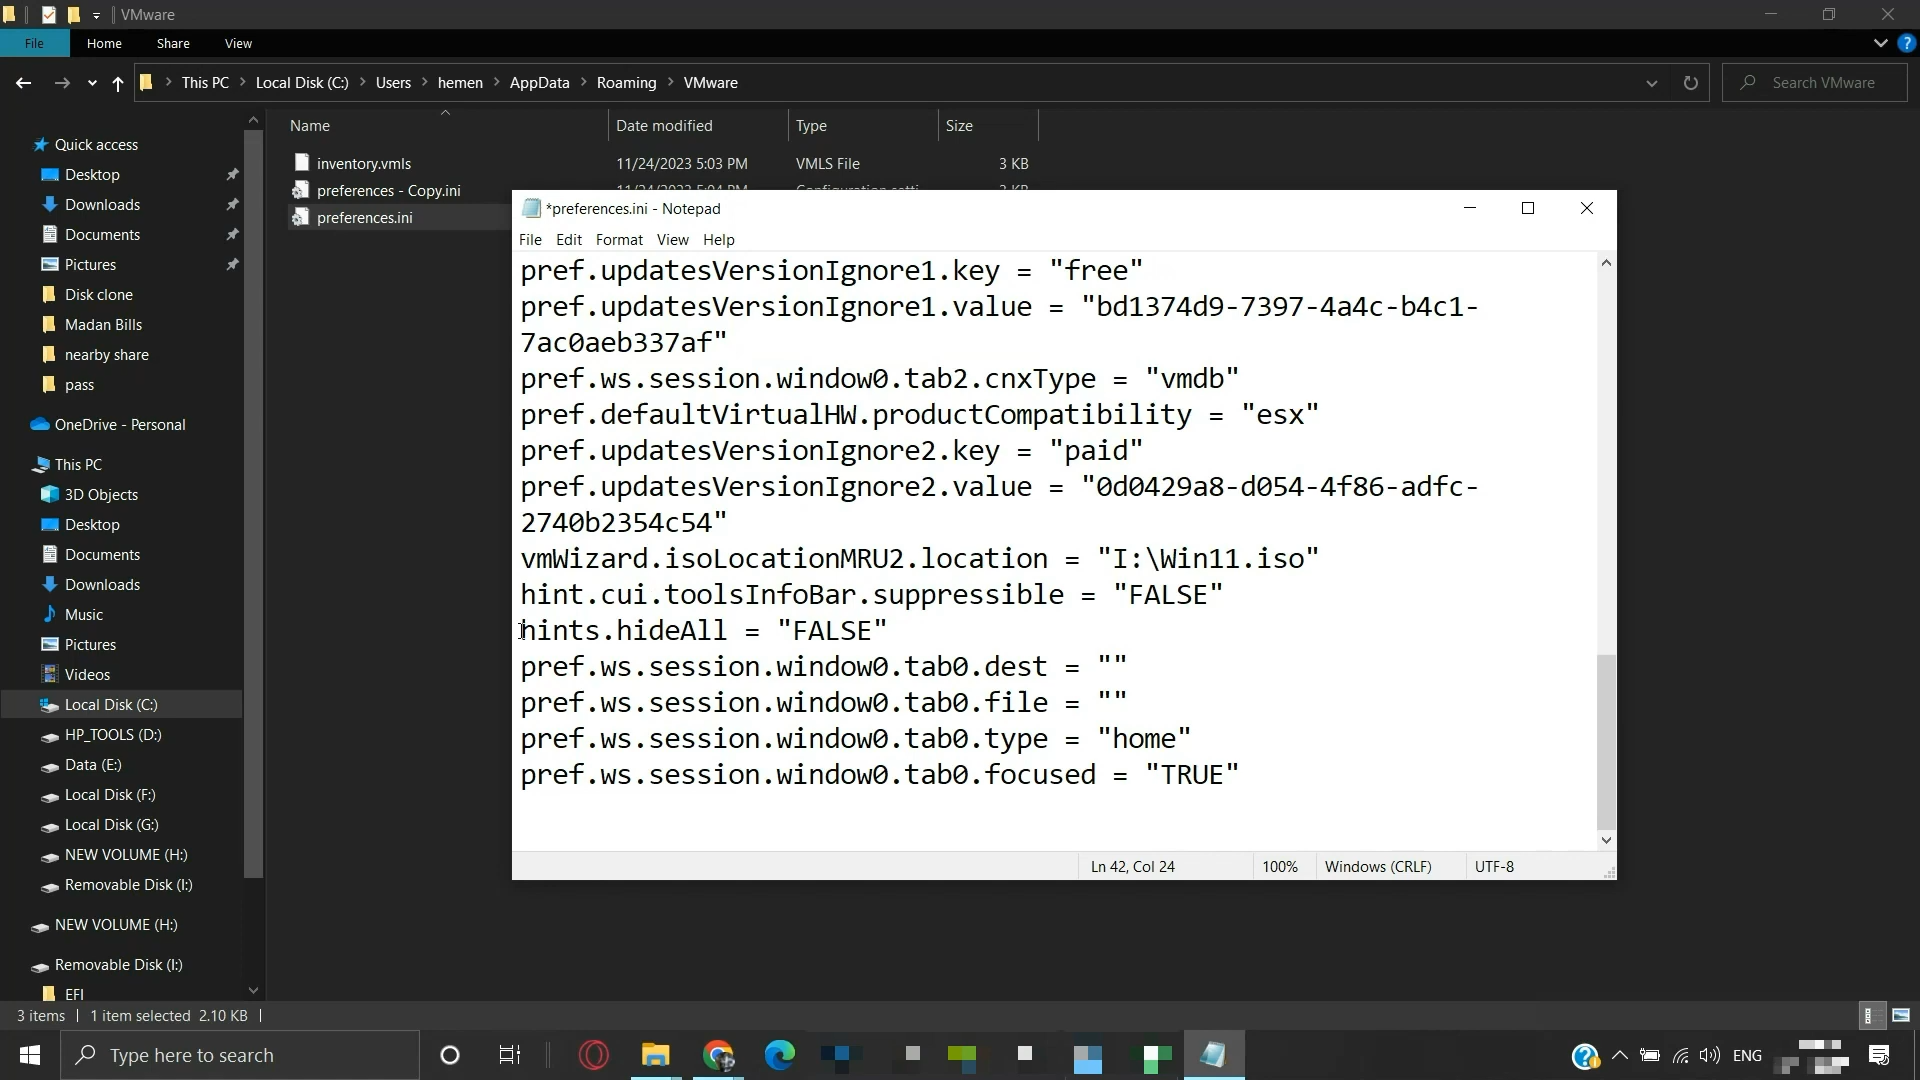 VMware
File Home Share View
This PC Local Disk (C:) Users hemen AppData Roaming VMware
Search VMware
Name Date modified Type Size
inventory.vmls 11/24/2023 5:03 PM VMLS File 3 KB
preferences - Copy.ini
preferences.ini
Quick access
Desktop
Downloads
Documents
Pictures
Disk clone
Madan Bills
nearby share
pass
OneDrive - Personal
This PC
3D Objects
Desktop
Documents
Downloads
Music
Pictures
Videos
Local Disk (C:)
HP_TOOLS (D:)
Data (E:)
Local Disk (F:)
Local Disk (G:)
NEW VOLUME (H:)
Removable Disk (I:)
NEW VOLUME (H:)
Removable Disk (I:)
EFI
*preferences.ini - Notepad
File Edit Format View Help
pref.updatesVersionIgnore1.key = "free"
pref.updatesVersionIgnore1.value = "bd1374d9-7397-4a4c-b4c1-
7ac0aeb337af"
pref.ws.session.window0.tab2.cnxType = "vmdb"
pref.defaultVirtualHW.productCompatibility = "esx"
pref.updatesVersionIgnore2.key = "paid"
pref.updatesVersionIgnore2.value = "0d0429a8-d054-4f86-adfc-
2740b2354c54"
vmWizard.isoLocationMRU2.location = "I:\Win11.iso"
hint.cui.toolsInfoBar.suppressible = "FALSE"
hints.hideAll = "FALSE"
pref.ws.session.window0.tab0.dest = ""
pref.ws.session.window0.tab0.file = ""
pref.ws.session.window0.tab0.type = "home"
pref.ws.session.window0.tab0.focused = "TRUE"
Ln 42, Col 24 100% Windows (CRLF) UTF-8
3 items 1 item selected 2.10 KB
Type here to search
ENG